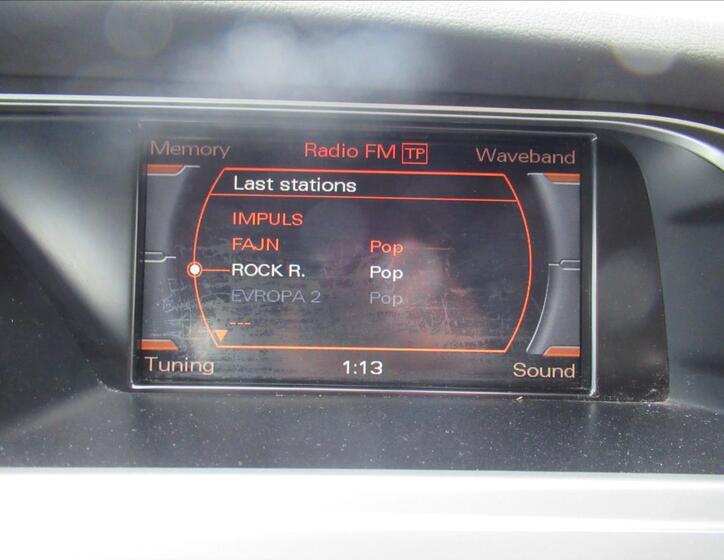 Memory Radio FM TP Waveband
Last stations
IMPULS
FAJN Pop
ROCK R. Pop
EVROPA 2 Pop
---
Tuning 1:13 Sound